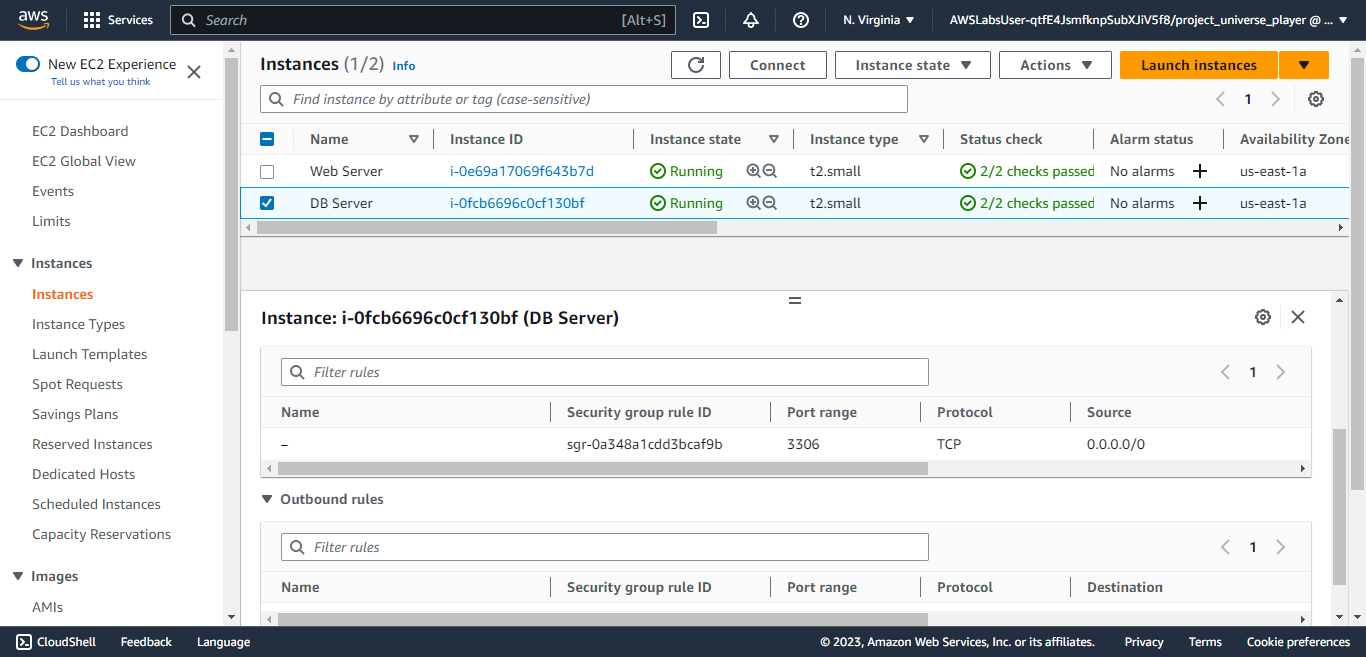 aws
Services
Search
[Alt+S]
N. Virginia
AWSLabsUser-qtfE4JsmfknpSubXJiV5f8/project_universe_player @ ...
New EC2 Experience
Tell us what you think
EC2 Dashboard
EC2 Global View
Events
Limits
Instances
Instances
Instance Types
Launch Templates
Spot Requests
Savings Plans
Reserved Instances
Dedicated Hosts
Scheduled Instances
Capacity Reservations
Images
AMIs
Instances (1/2) Info
Connect
Instance state
Actions
Launch instances
Find instance by attribute or tag (case-sensitive)
1
Name Instance ID Instance state Instance type Status check Alarm status Availability Zone
Web Server i-0e69a17069f643b7d Running t2.small 2/2 checks passed No alarms us-east-1a
DB Server i-0fcb6696c0cf130bf Running t2.small 2/2 checks passed No alarms us-east-1a
Instance: i-0fcb6696c0cf130bf (DB Server)
Filter rules
1
Name Security group rule ID Port range Protocol Source
– sgr-0a348a1cdd3bcaf9b 3306 TCP 0.0.0.0/0
Outbound rules
Filter rules
1
Name Security group rule ID Port range Protocol Destination
CloudShell Feedback Language © 2023, Amazon Web Services, Inc. or its affiliates. Privacy Terms Cookie preferences